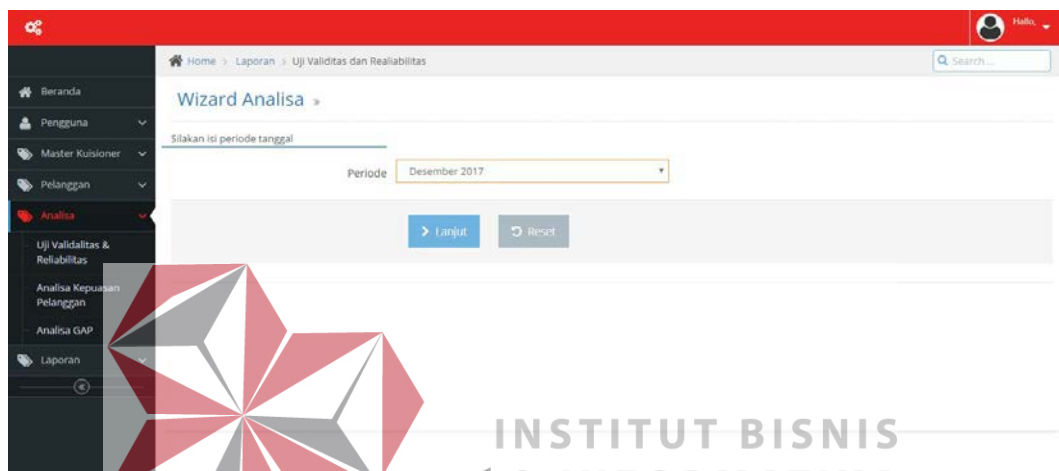 Hallo,
Home > Laporan > Uji Validitas dan Realiabilitas
Search ...
Beranda
Pengguna
Master Kuisioner
Pelanggan
Analisa
Uji Validalitas &
Reliabilitas
Analisa Kepuasan
Pelanggan
Analisa GAP
Laporan
Wizard Analisa »
Silakan isi periode tanggal
Periode
Desember 2017
Lanjut
Reset
INSTITUT BISNIS